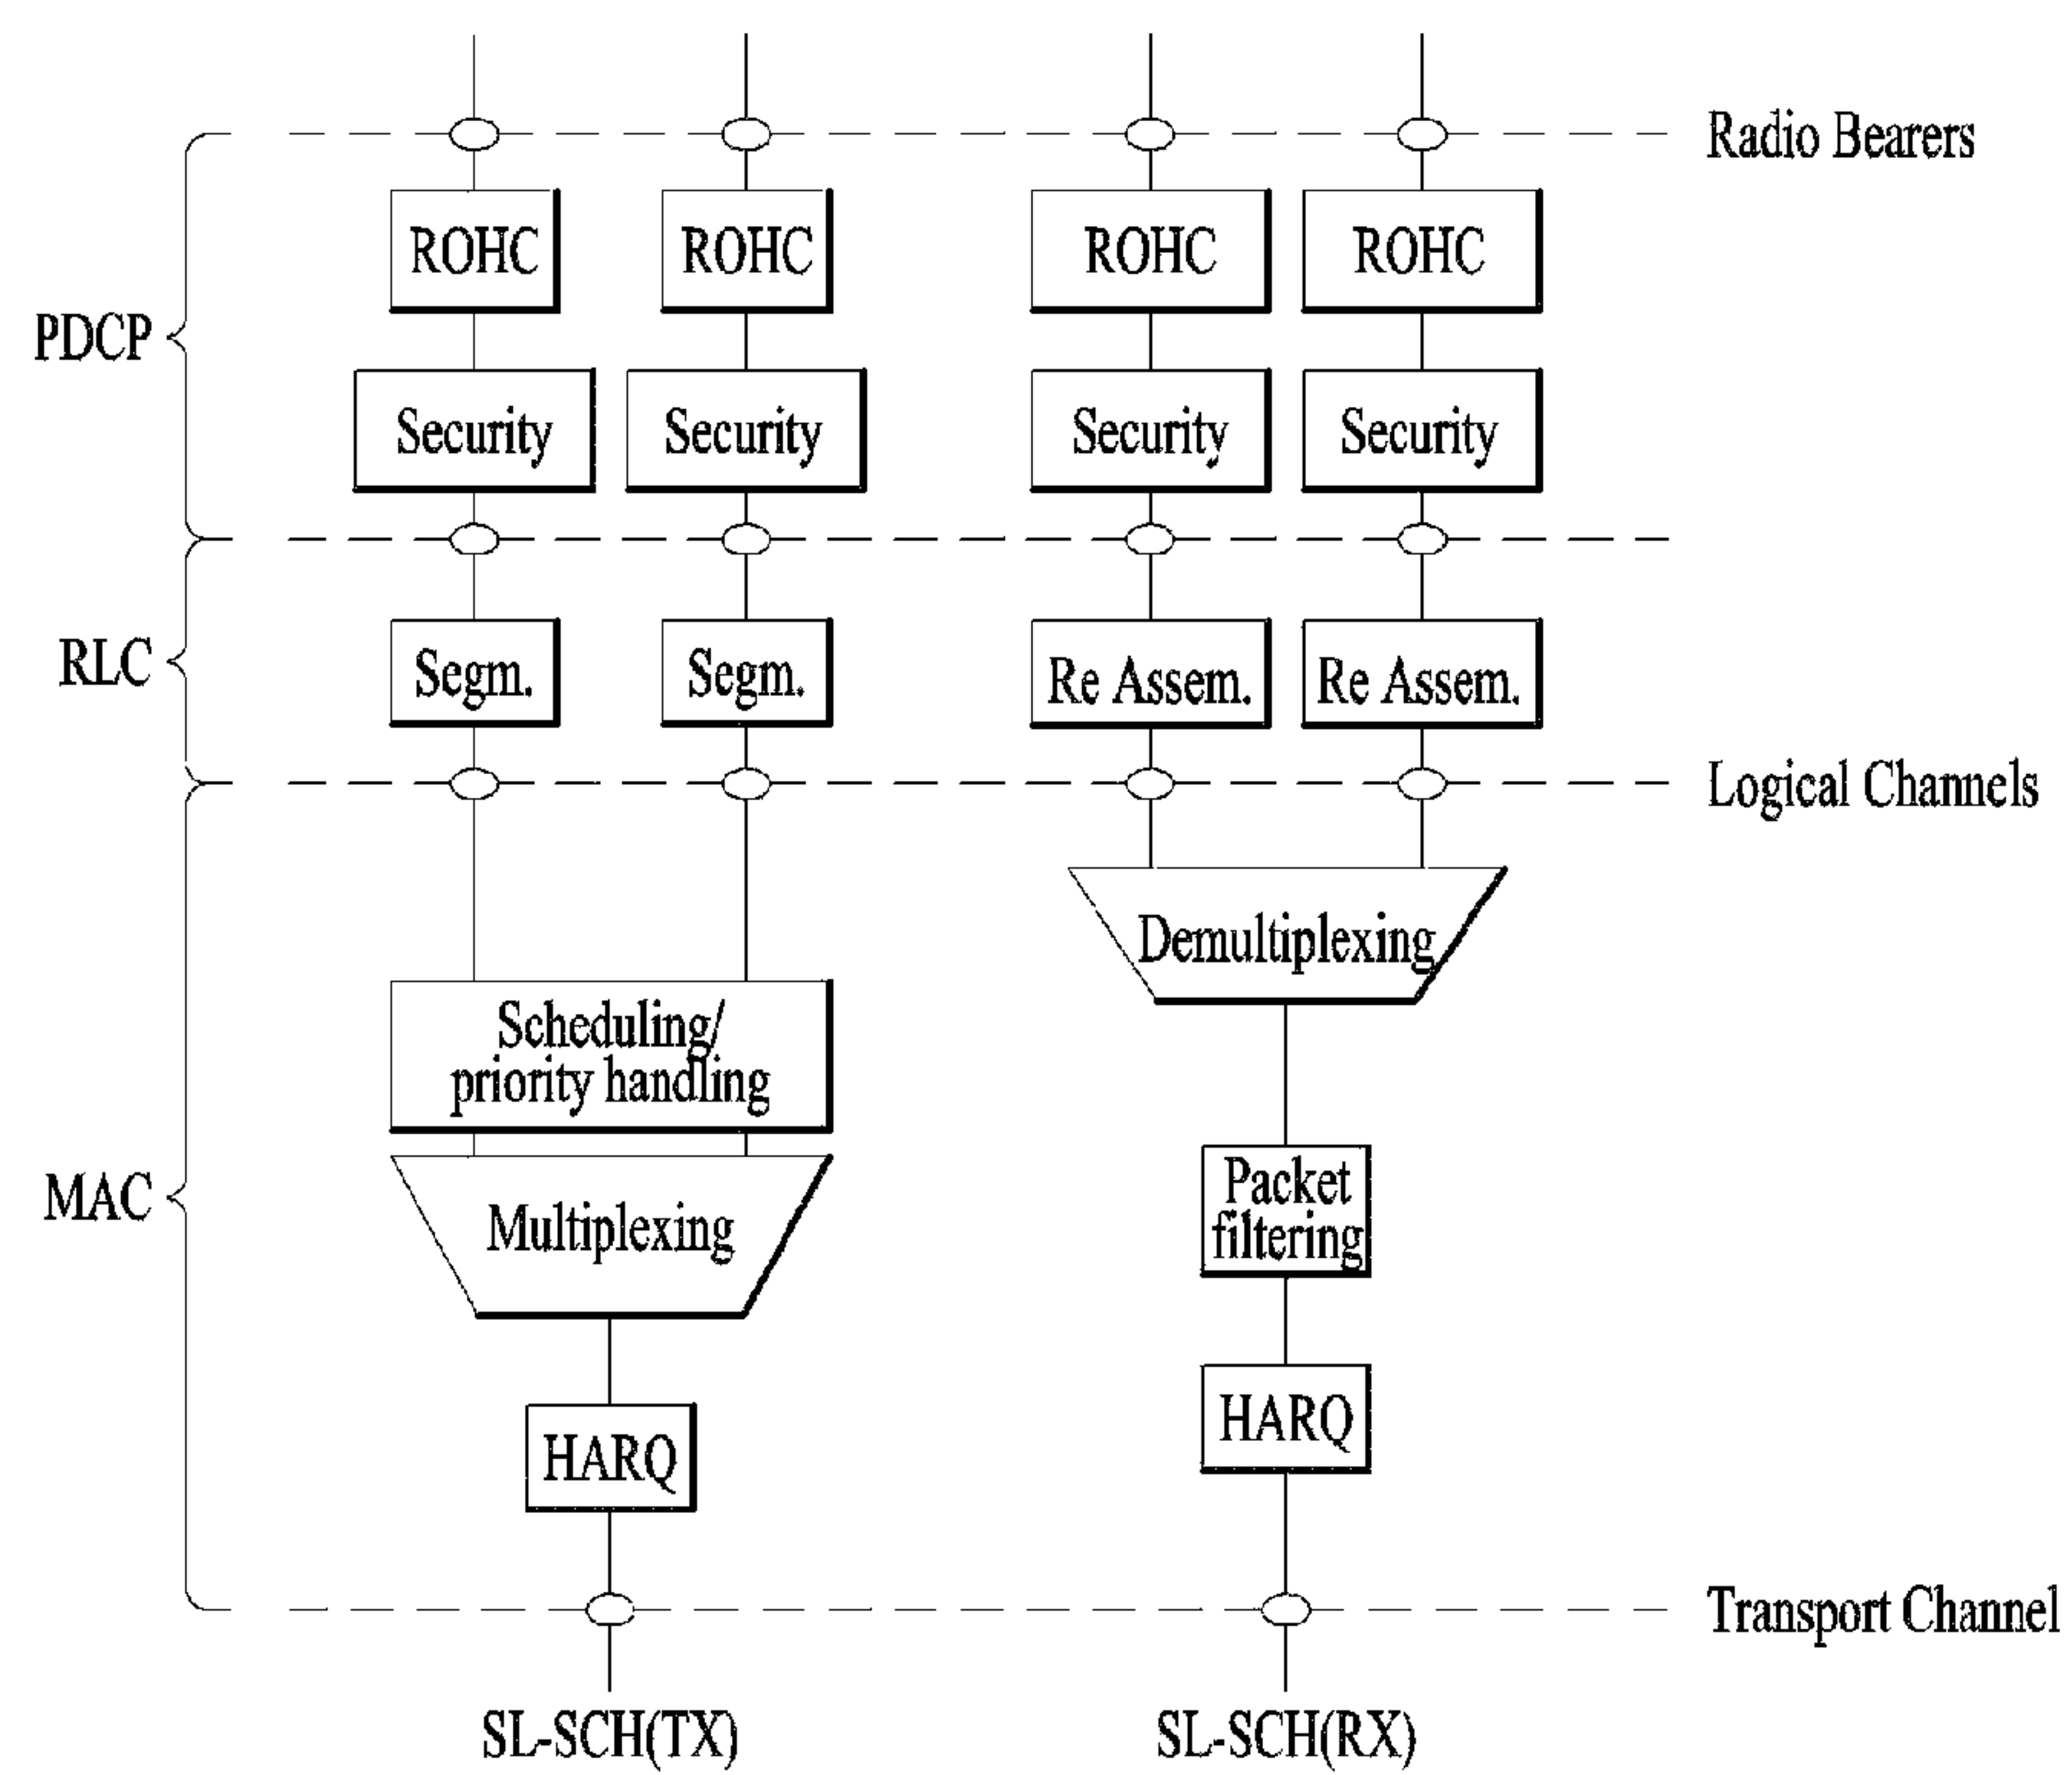 Radio Bearers
ROHC
ROHC
ROHC
ROHC
PDCP
Security
Security
Security
Security
RLC
Segm.
Segm.
Re Assem.
Re Assem.
Logical Channels
Demultiplexing
Scheduling/
priority handling
MAC
Multiplexing
Packet
filtering
HARQ
HARQ
Transport Channel
SL-SCH(TX)
SL-SCH(RX)